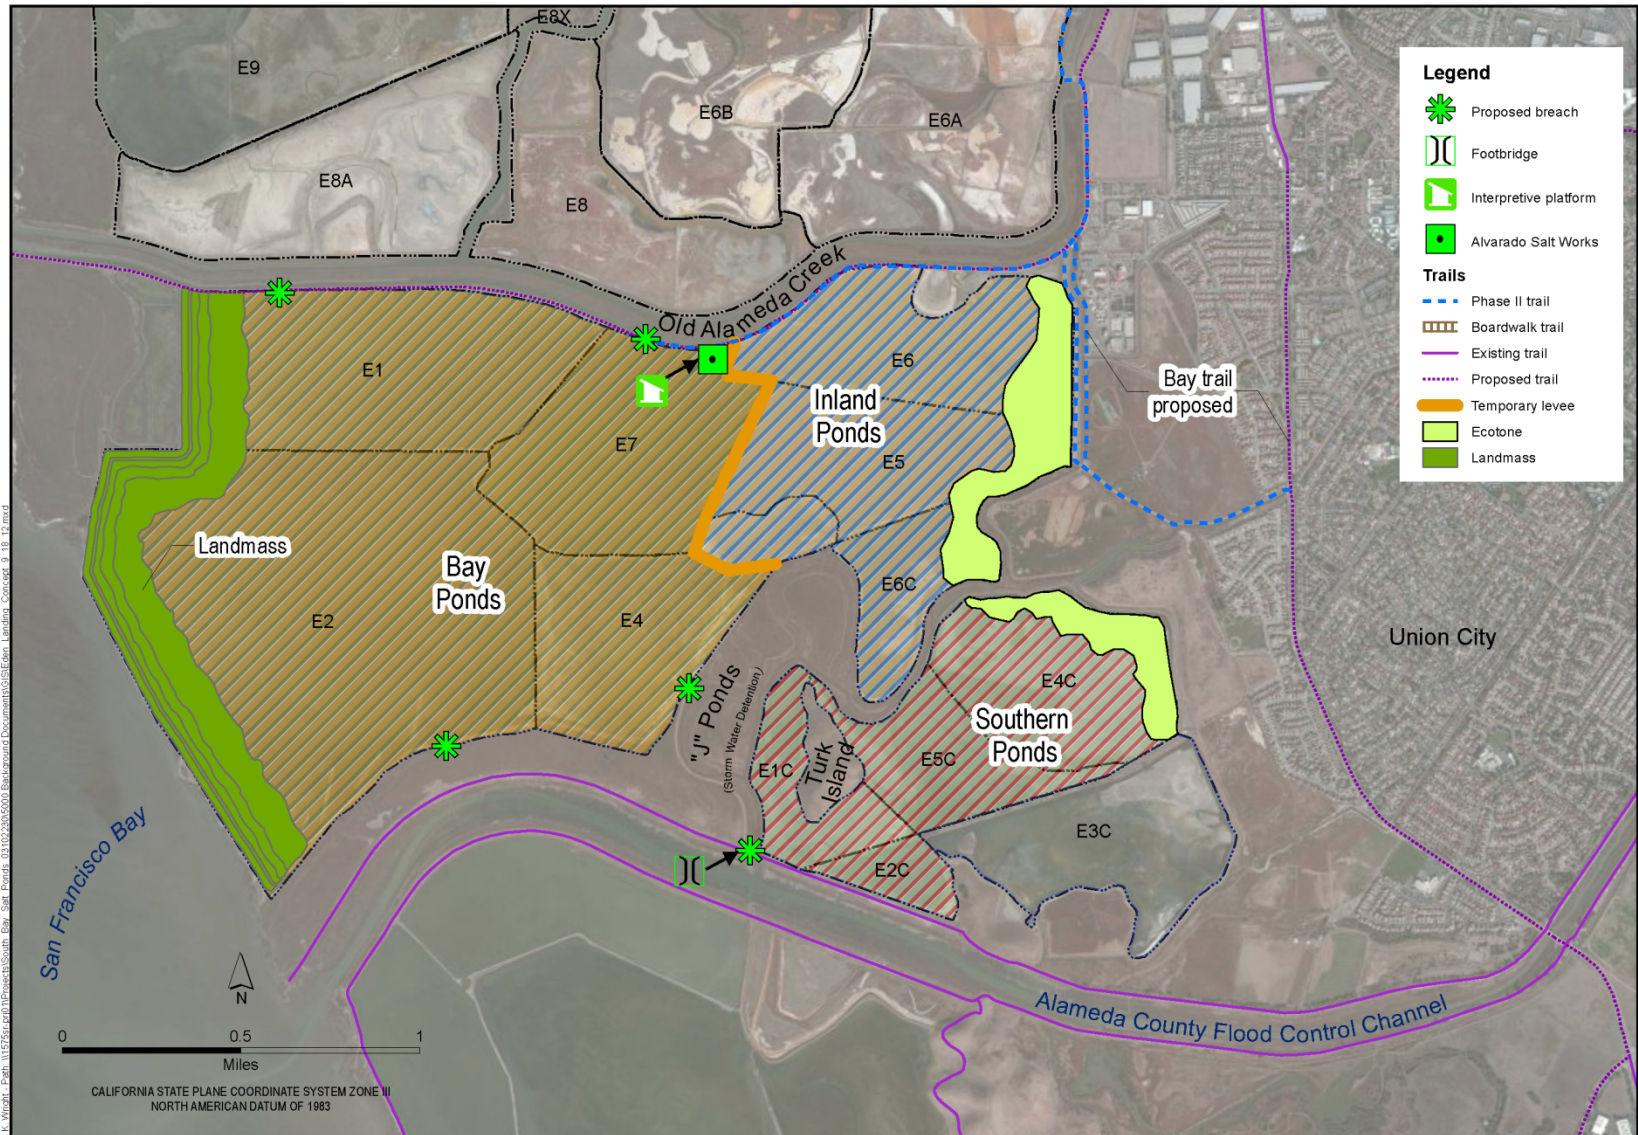 E8X
E9
E6B
E6A
E8A
E8
Legend
Proposed breach
Footbridge
Interpretive platform
Alvarado Salt Works
Trails
Phase II trail
Boardwalk trail
Existing trail
Proposed trail
Temporary levee
Ecotone
Landmass
Old Alameda Creek
E1
E6
E7
Inland
Ponds
E5
Bay trail
proposed
Landmass
Bay
Ponds
E6C
E2
E4
Union City
"J" Ponds
(Storm Water Detention)
E4C
Southern
Ponds
E5C
E1C
Turk
Island
E3C
E2C
San Francisco Bay
N
Alameda County Flood Control Channel
0 0.5 1
Miles
CALIFORNIA STATE PLANE COORDINATE SYSTEM ZONE III
NORTH AMERICAN DATUM OF 1983